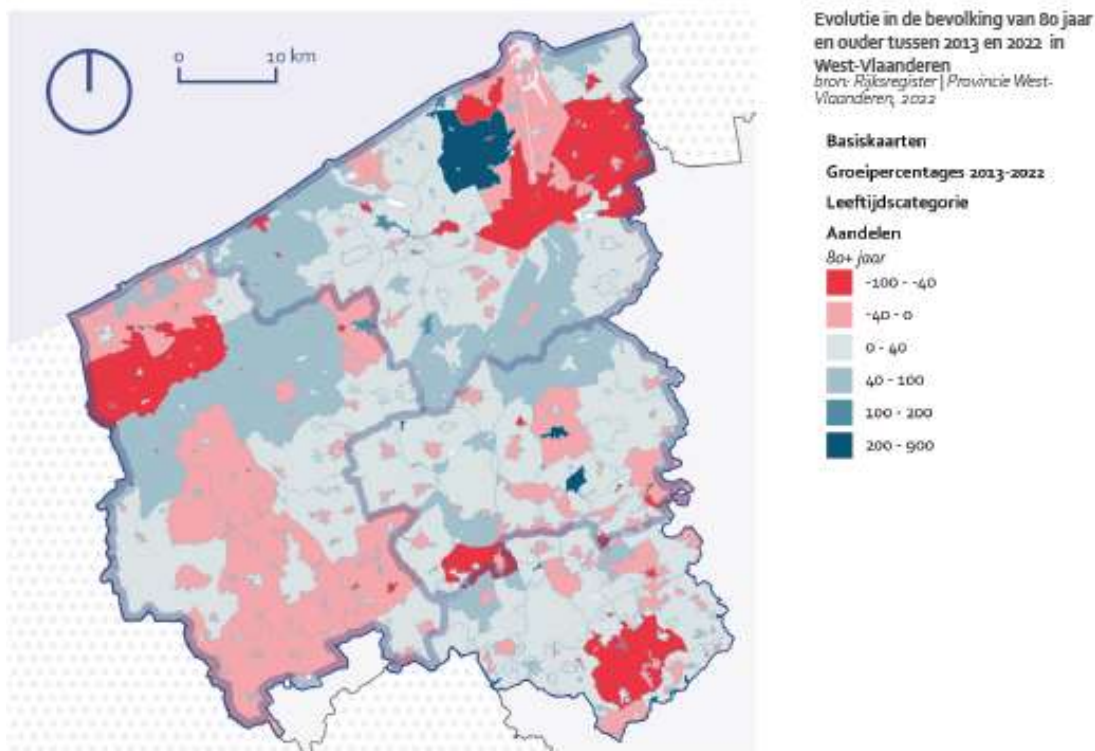 0 10 km
Evolutie in de bevolking van 80 jaar
en ouder tussen 2013 en 2022 in
West-Vlaanderen
bron: Rijksregister | Provincie West-
Vlaanderen, 2022
Basiskaarten
Groeipercentages 2013-2022
Leeftijdscategorie
Aandelen
80+ jaar
-100 - -40
-40 - 0
0 - 40
40 - 100
100 - 200
200 - 900